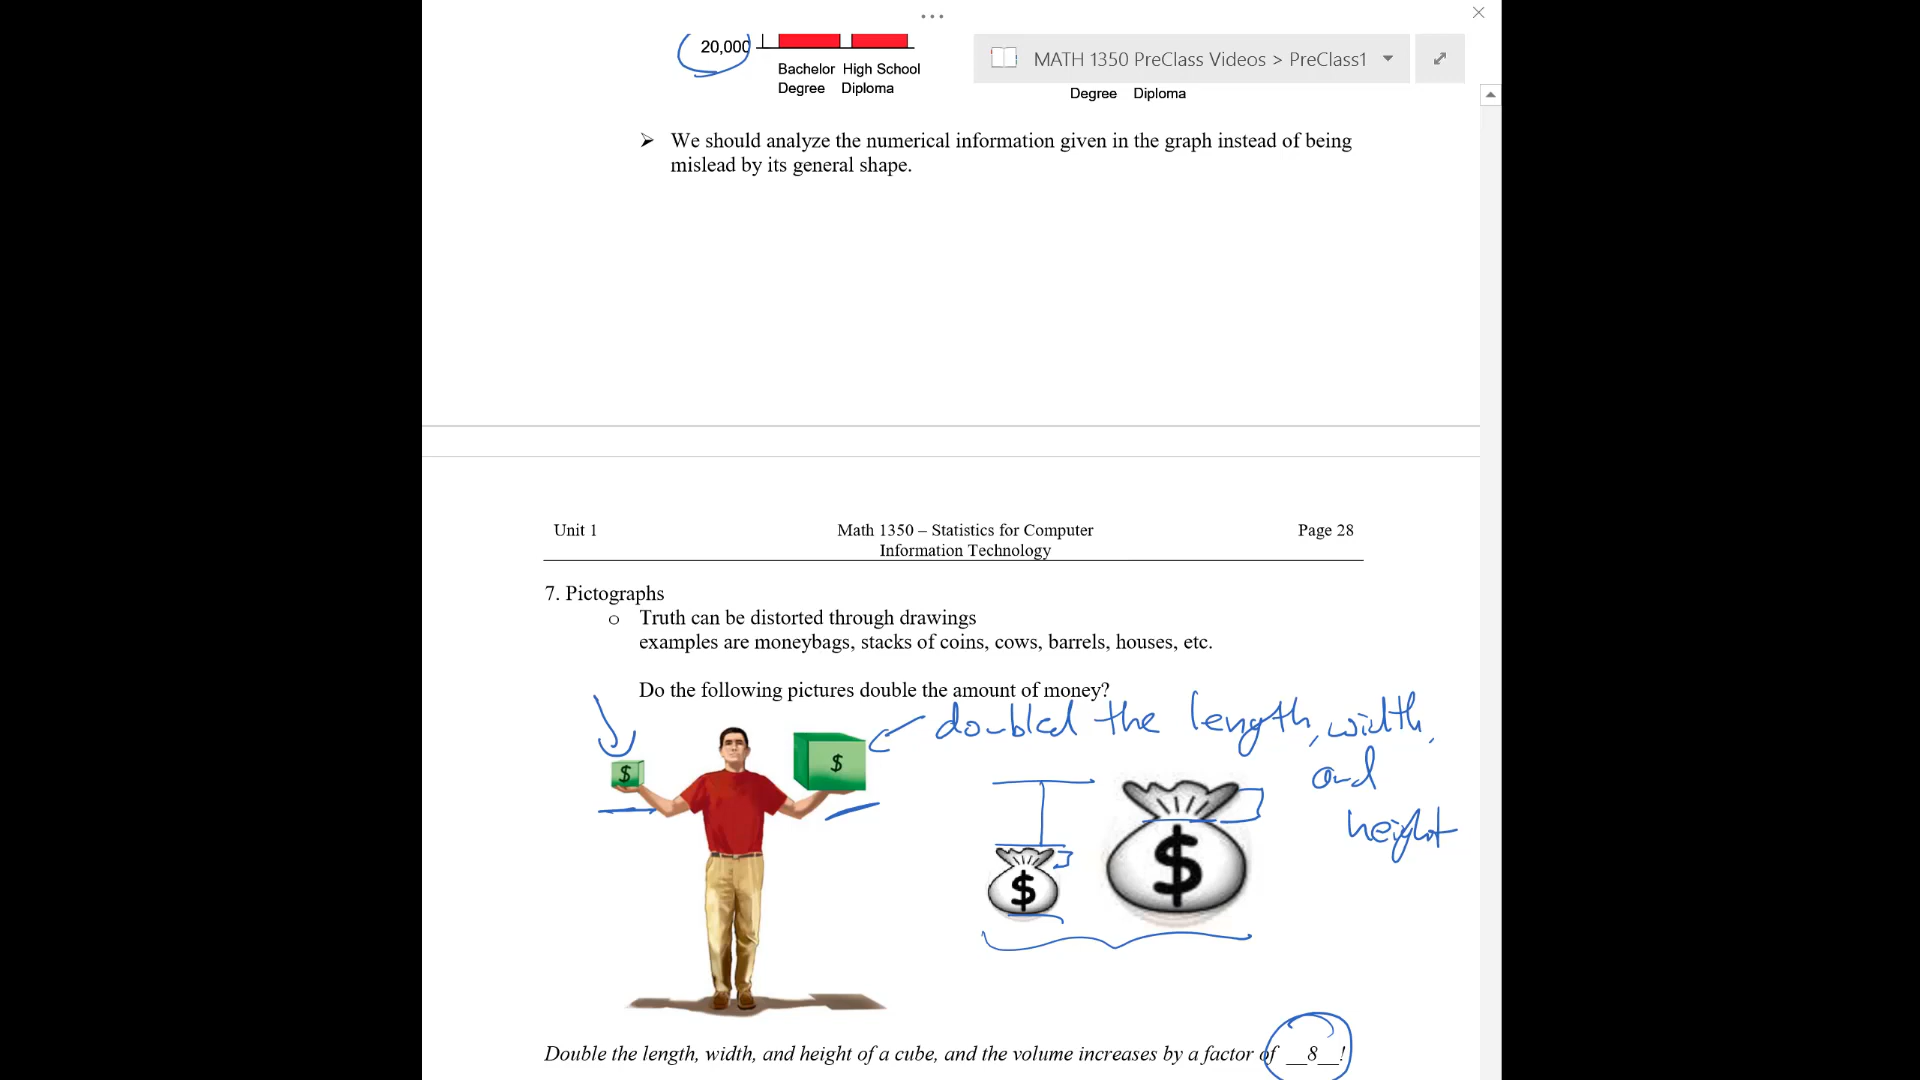 20,000
Bachelor High School
Degree Diploma
MATH 1350 PreClass Videos > PreClass1
Degree Diploma
➢ We should analyze the numerical information given in the graph instead of being
mislead by its general shape.
Unit 1 Math 1350 – Statistics for Computer Page 28
Information Technology
7. Pictographs
o Truth can be distorted through drawings
examples are moneybags, stacks of coins, cows, barrels, houses, etc.
Do the following pictures double the amount of money?
doubled the length, width,
and
height
$ $
$ $
Double the length, width, and height of a cube, and the volume increases by a factor of __8__!